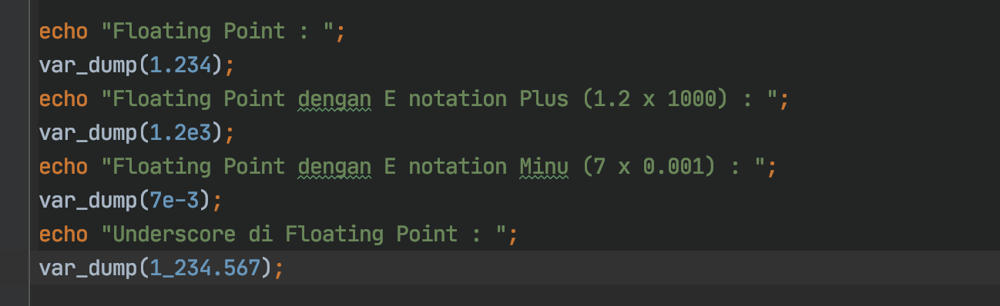 echo "Floating Point : ";
var_dump(1.234);
echo "Floating Point dengan E notation Plus (1.2 x 1000) : ";
var_dump(1.2e3);
echo "Floating Point dengan E notation Minu (7 x 0.001) : ";
var_dump(7e-3);
echo "Underscore di Floating Point : ";
var_dump(1_234.567);